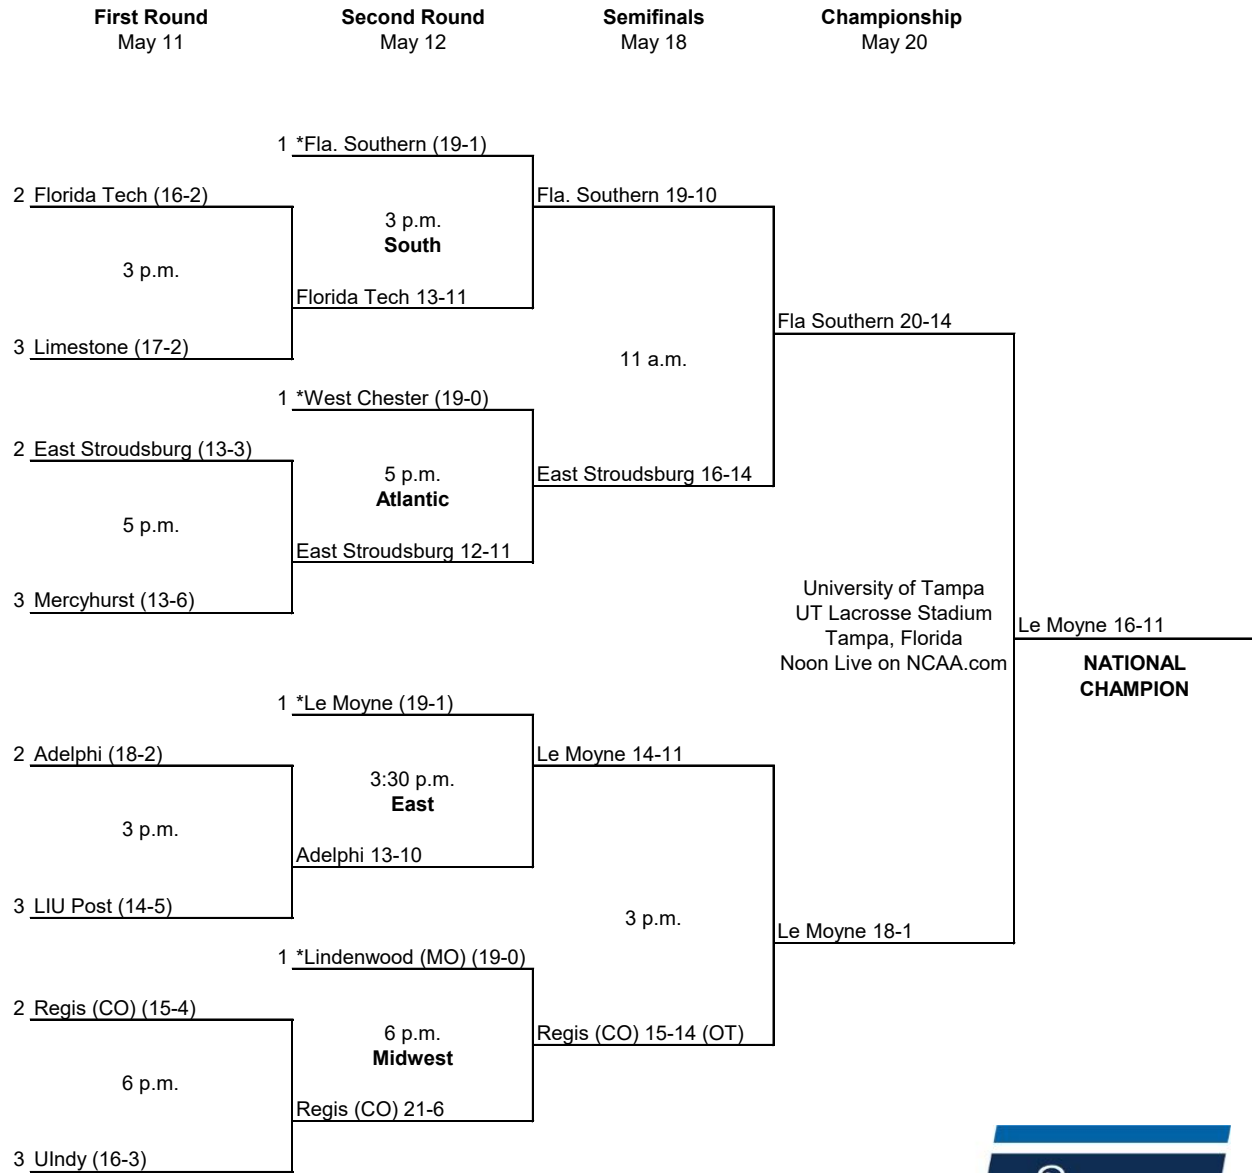 First Round Second Round Semifinals Championship
May 11 May 12 May 18 May 20
1 *Fla. Southern (19-1)
2 Florida Tech (16-2)
Fla. Southern 19-10
3 p.m.
South
3 p.m.
Florida Tech 13-11
Fla Southern 20-14
3 Limestone (17-2)
11 a.m.
1 *West Chester (19-0)
2 East Stroudsburg (13-3)
5 p.m.
Atlantic
East Stroudsburg 16-14
5 p.m.
East Stroudsburg 12-11
3 Mercyhurst (13-6)
University of Tampa
UT Lacrosse Stadium
Tampa, Florida
Noon Live on NCAA.com
Le Moyne 16-11
NATIONAL
CHAMPION
1 *Le Moyne (19-1)
2 Adelphi (18-2)
Le Moyne 14-11
3:30 p.m.
East
3 p.m.
Adelphi 13-10
3 LIU Post (14-5)
3 p.m.
Le Moyne 18-1
1 *Lindenwood (MO) (19-0)
2 Regis (CO) (15-4)
6 p.m.
Midwest
Regis (CO) 15-14 (OT)
6 p.m.
Regis (CO) 21-6
3 UIndy (16-3)